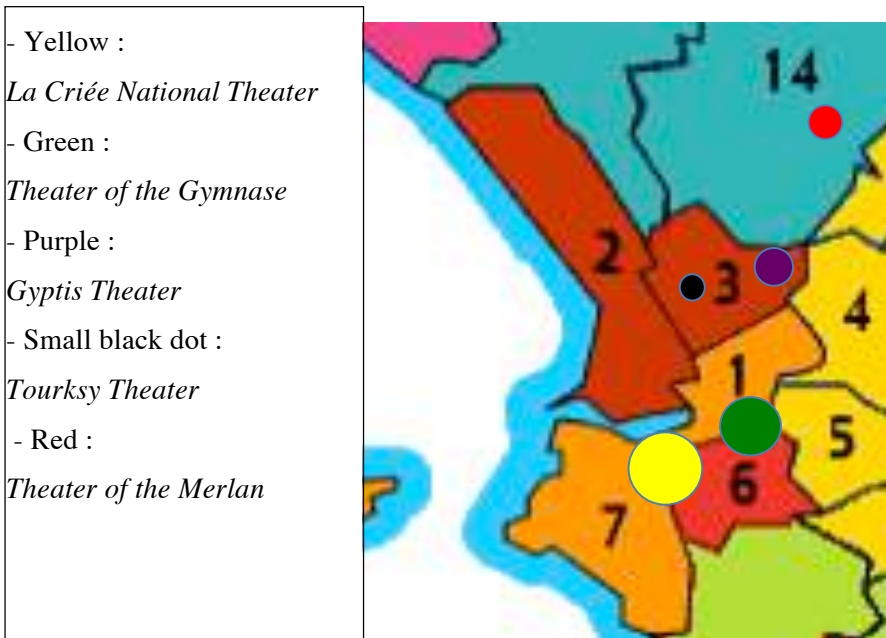 - Yellow :
La Criée National Theater
- Green :
Theater of the Gymnase
- Purple :
Gyptis Theater
- Small black dot :
Tourksy Theater
- Red :
Theater of the Merlan
14
2
3
4
1
5
6
7